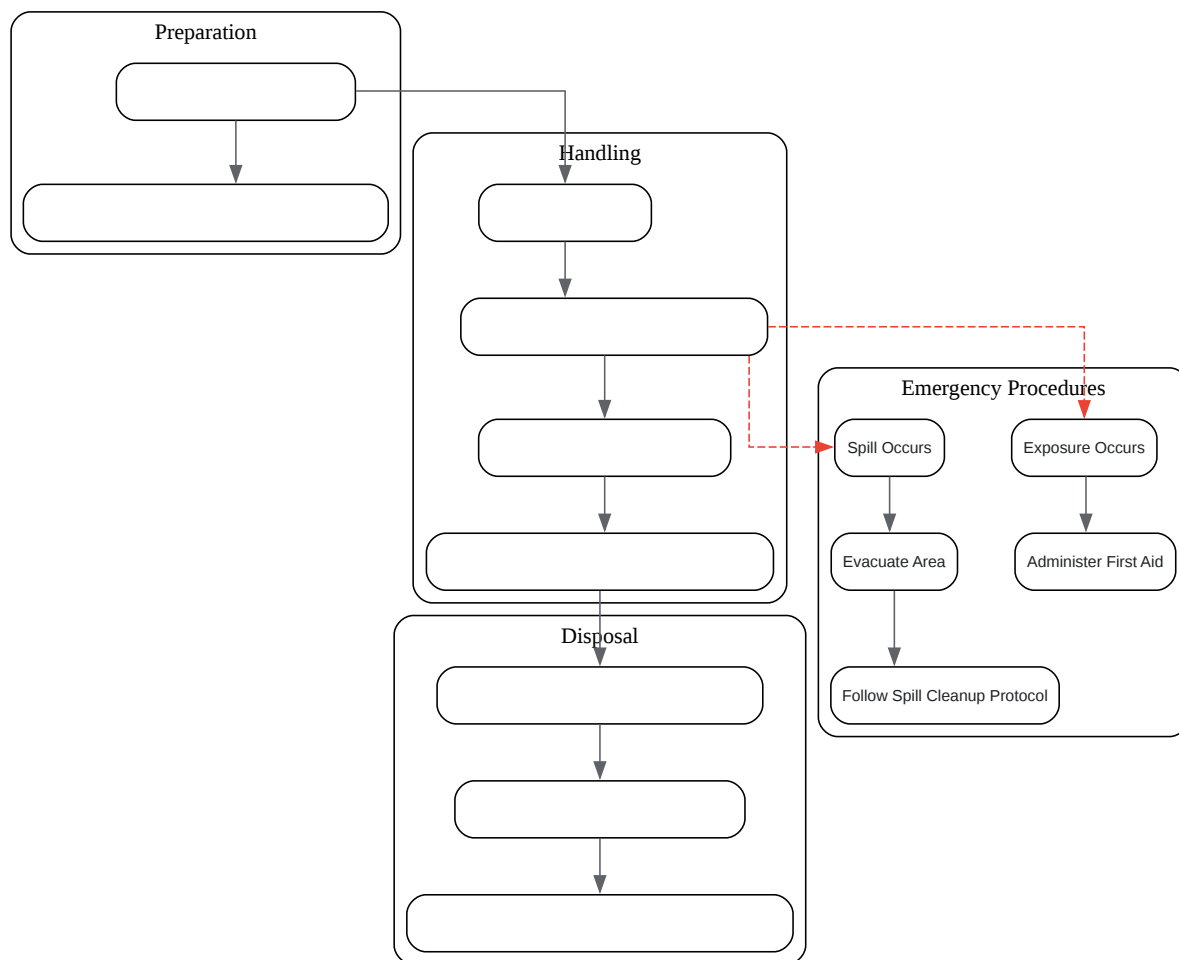 Preparation
Handling
Emergency Procedures
Spill Occurs
Exposure Occurs
Evacuate Area
Administer First Aid
Disposal
Follow Spill Cleanup Protocol